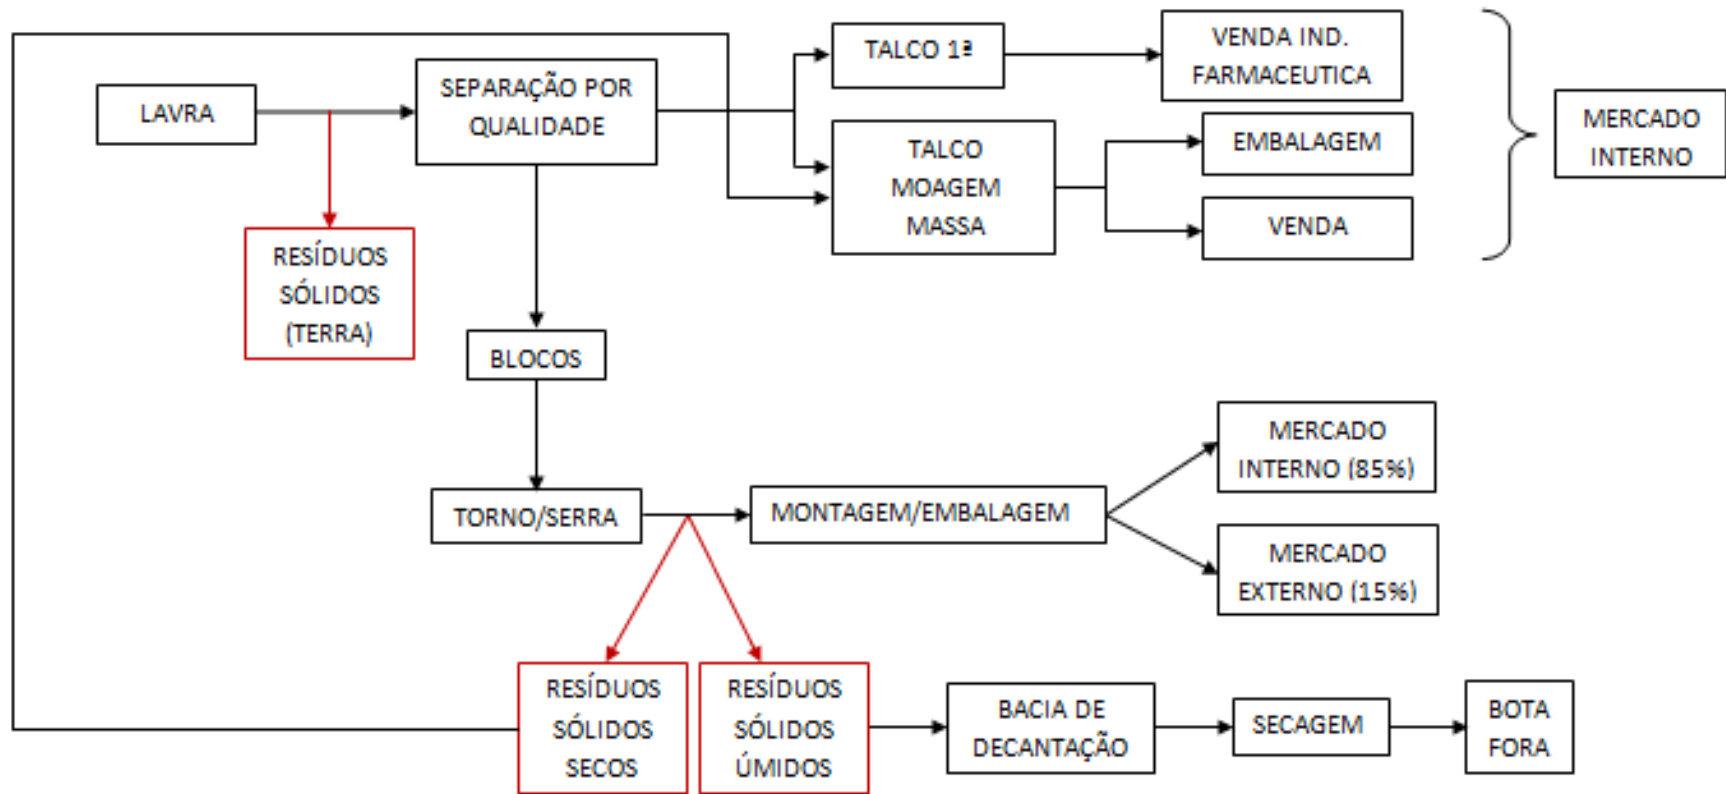 LAVRA
SEPARAÇÃO POR
QUALIDADE
TALCO 1ª
VENDA IND.
FARMACEUTICA
TALCO
MOAGEM
MASSA
EMBALAGEM
VENDA
MERCADO
INTERNO
RESÍDUOS
SÓLIDOS
(TERRA)
BLOCOS
TORNO/SERRA
MONTAGEM/EMBALAGEM
MERCADO
INTERNO (85%)
MERCADO
EXTERNO (15%)
RESÍDUOS
SÓLIDOS
SECOS
RESÍDUOS
SÓLIDOS
ÚMIDOS
BACIA DE
DECANTAÇÃO
SECAGEM
BOTA
FORA